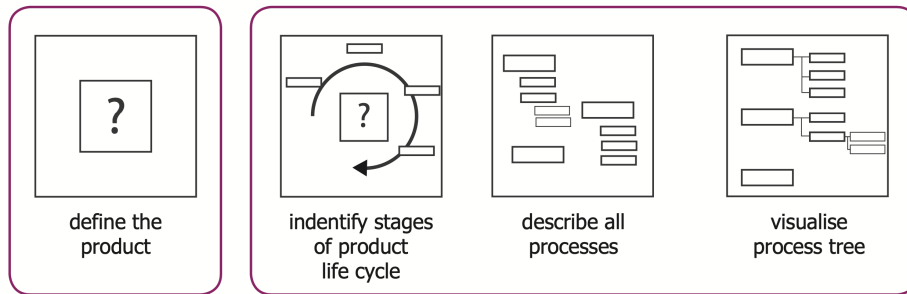 ?
define the
product
?
indentify stages
of product
life cycle
describe all
processes
visualise
process tree